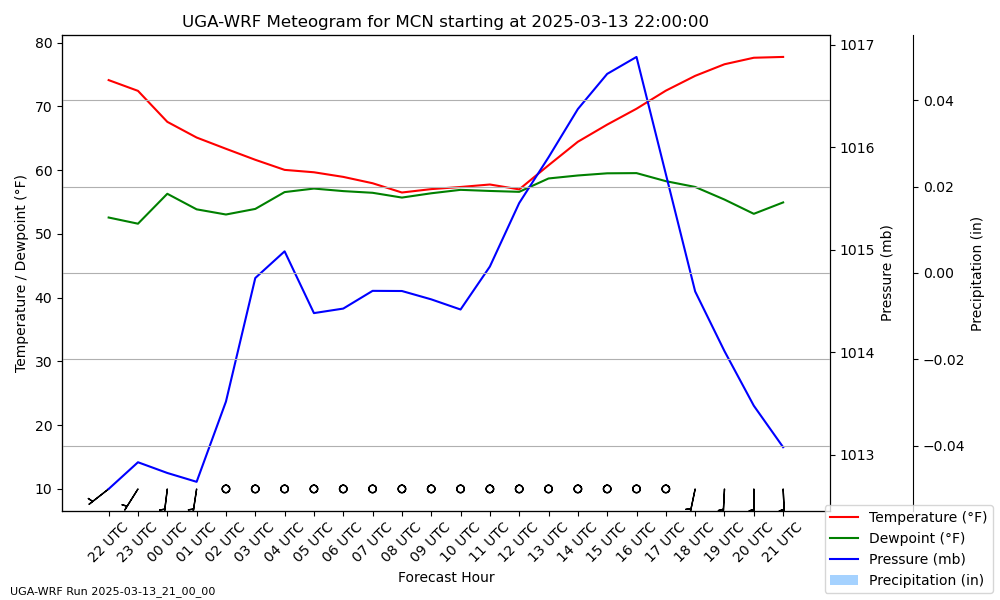 UGA-WRF Meteogram for MCN starting at 2025-03-13 22:00:00
Temperature / Dewpoint (°F)
80
70
60
50
40
30
20
10
1017
1016
1015
1014
1013
Pressure (mb)
0.04
0.02
0.00
−0.02
−0.04
Precipitation (in)
22 UTC
23 UTC
00 UTC
01 UTC
02 UTC
03 UTC
04 UTC
05 UTC
06 UTC
07 UTC
08 UTC
09 UTC
10 UTC
11 UTC
12 UTC
13 UTC
14 UTC
15 UTC
16 UTC
17 UTC
18 UTC
19 UTC
20 UTC
21 UTC
Forecast Hour
Temperature (°F)
Dewpoint (°F)
Pressure (mb)
Precipitation (in)
UGA-WRF Run 2025-03-13_21_00_00